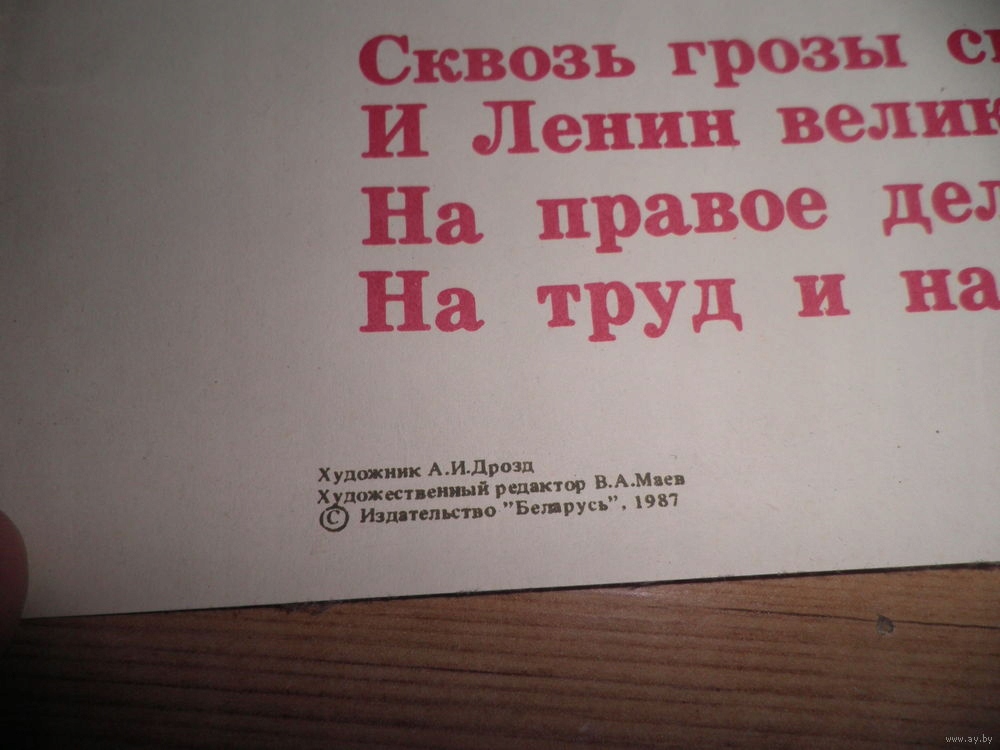 Сквозь грозы
И Ленин велик
На правое дел
На труд и на
Художник А.И.Дрозд
Художественный редактор В.А.Маев
© Издательство "Беларусь", 1987
www.ay.by